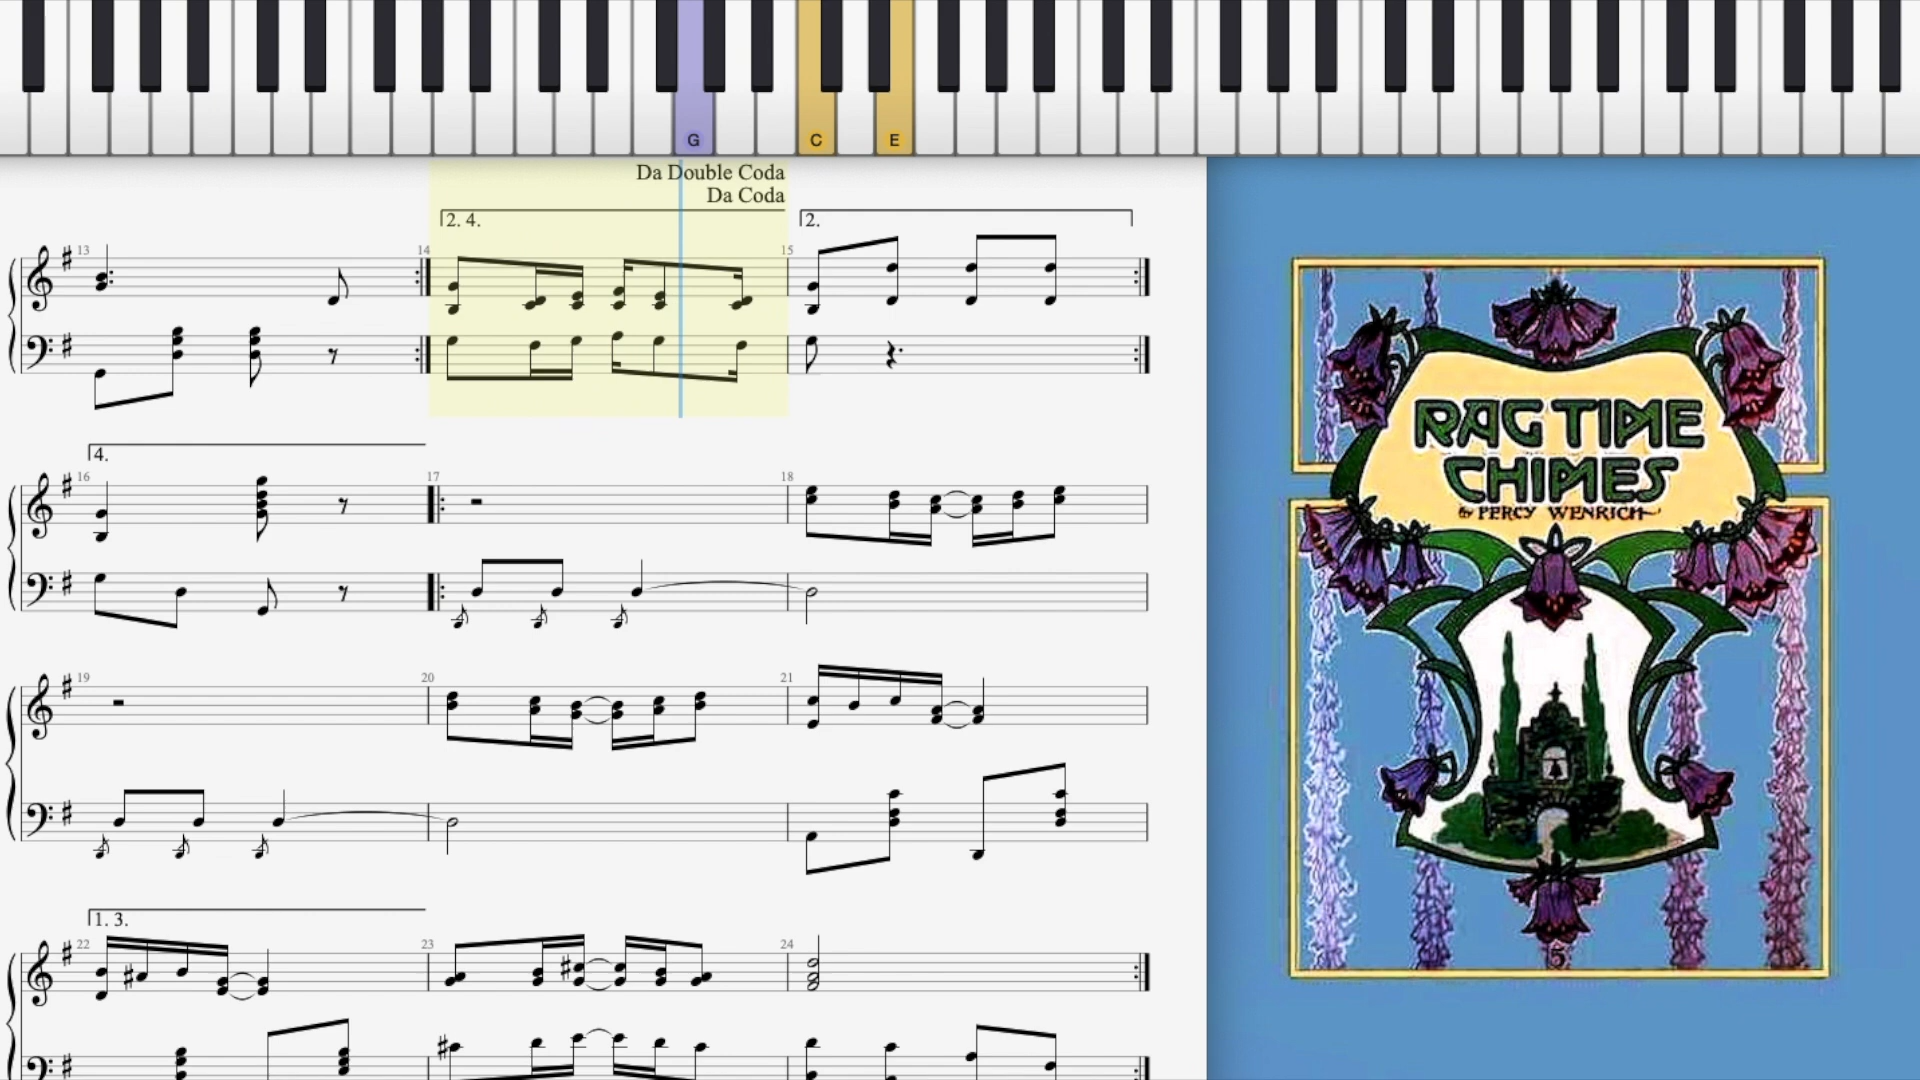 G C E
Da Double Coda
Da Coda
2. 4.
2.
13
14
15
4.
16
17
18
19
20
21
1. 3.
22
23
24
RAGTIME
CHIMES
by PERCY WENRICH
5